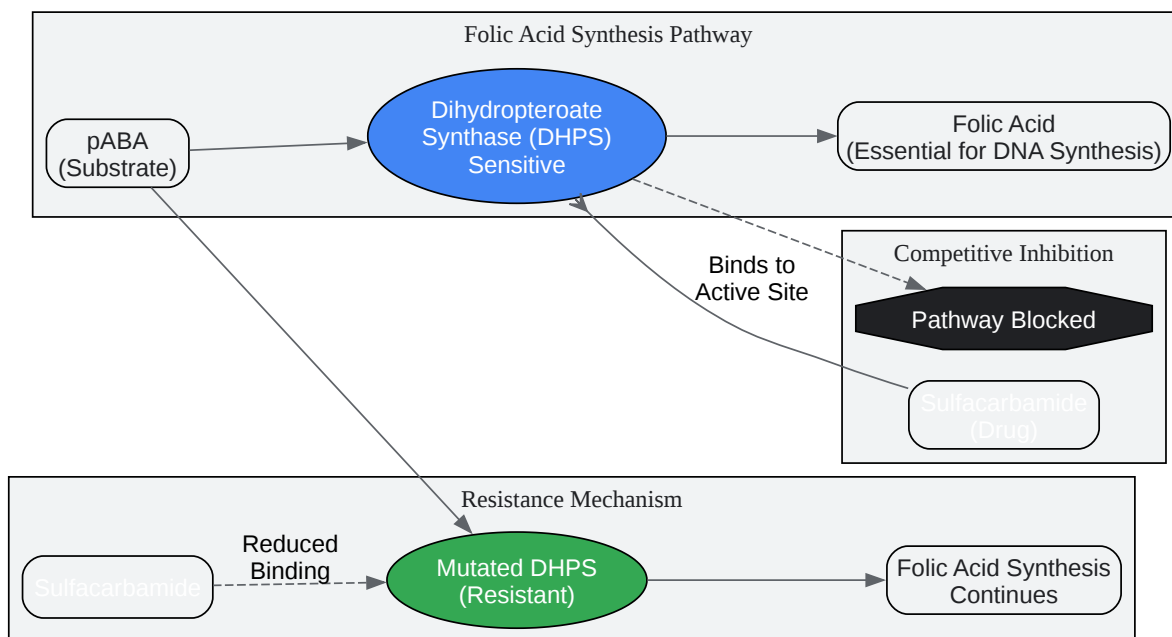 Folic Acid Synthesis Pathway
pABA
(Substrate)
Dihydropteroate
Synthase (DHPS)
Sensitive
Folic Acid
(Essential for DNA Synthesis)
Binds to
Active Site
Competitive Inhibition
Pathway Blocked
Sulfacarbamide
(Drug)
Resistance Mechanism
Sulfacarbamide
Reduced
Binding
Mutated DHPS
(Resistant)
Folic Acid Synthesis
Continues